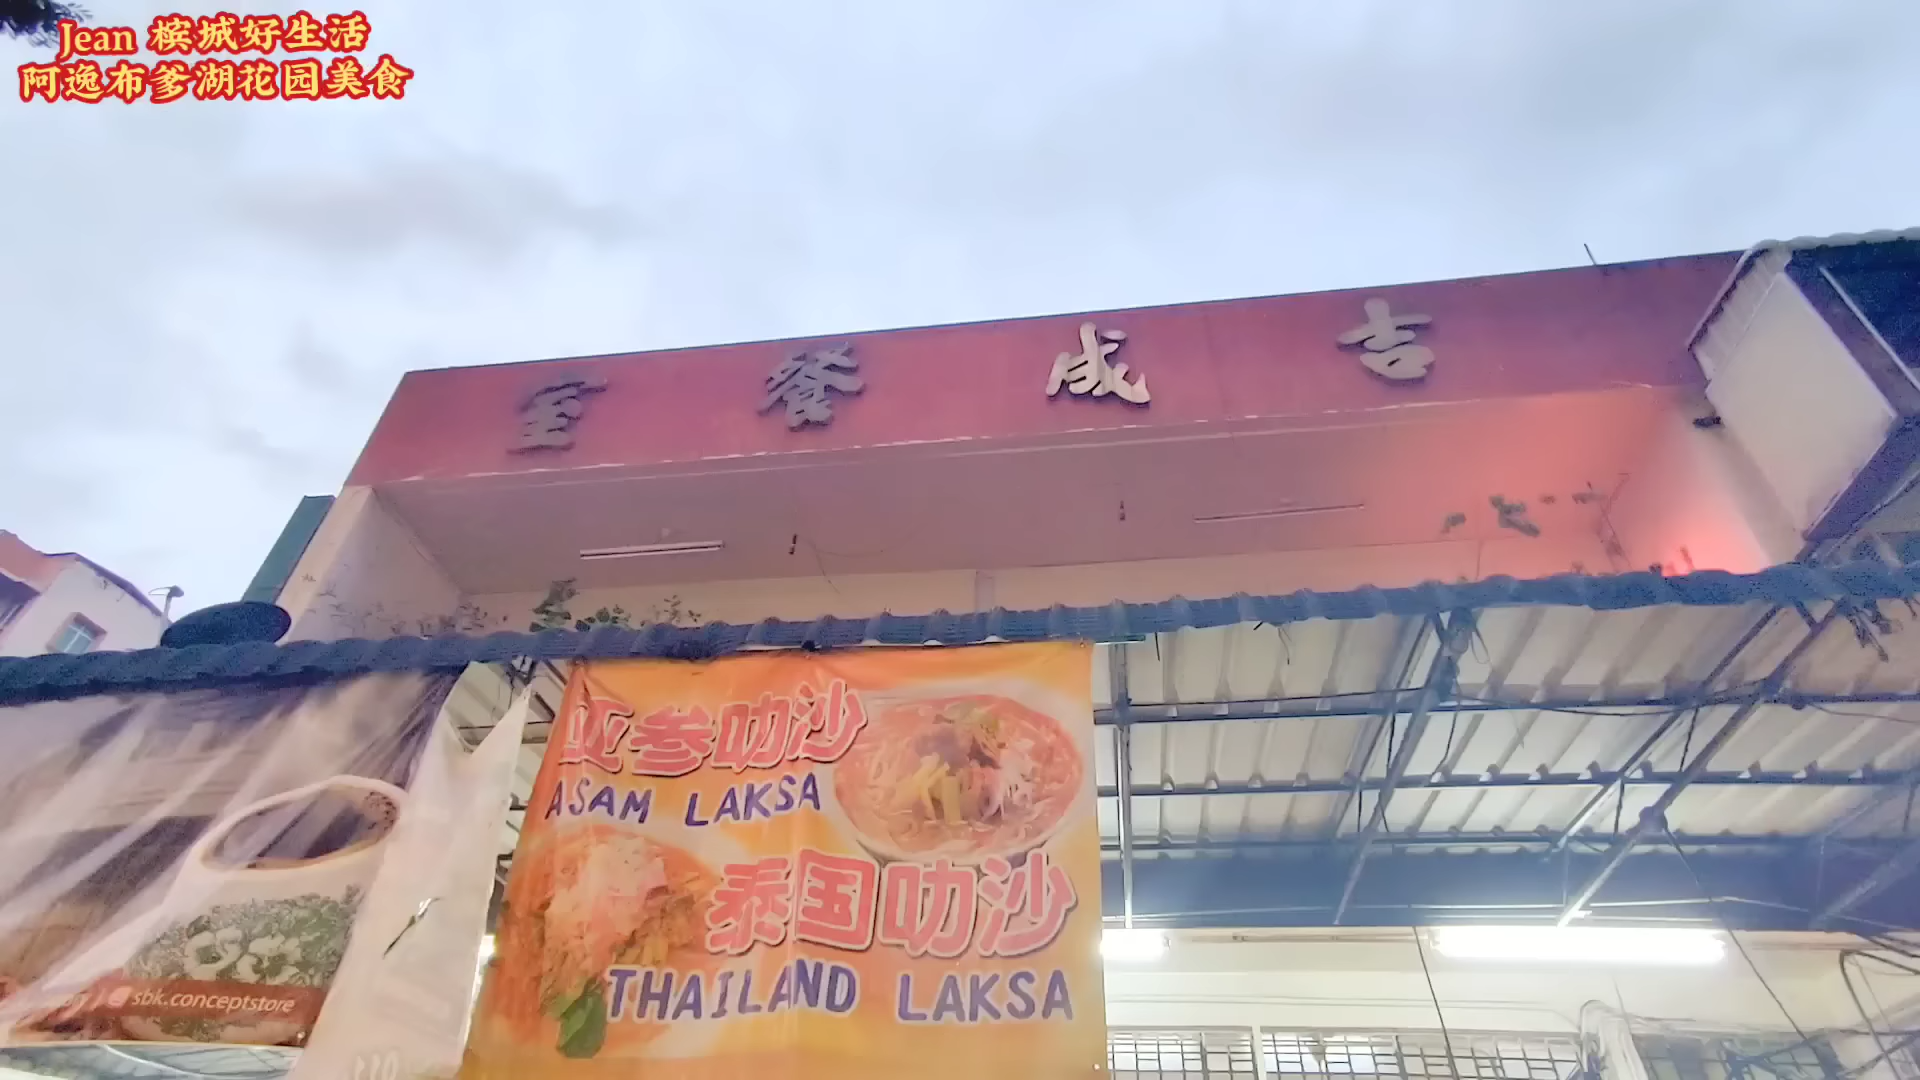 Jean 槟城好生活
阿逸布爹湖花园美食
室餐成吉
亚参叻沙
ASAM LAKSA
泰国叻沙
THAILAND LAKSA
sbk.conceptstore